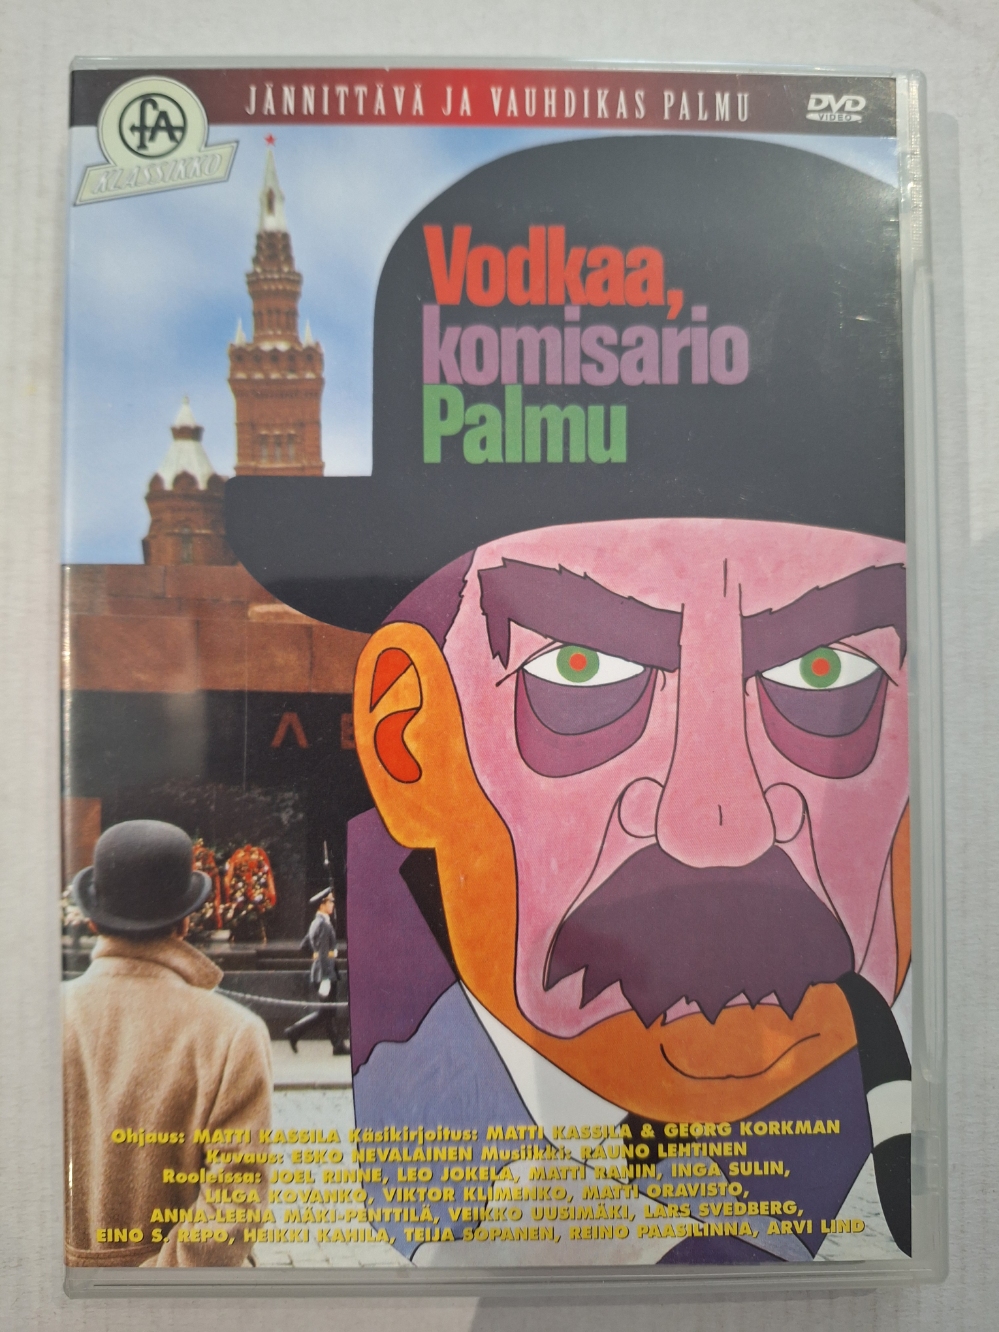 JÄNNITTÄVÄ JA VAUHDIKAS PALMU
DVD
VIDEO
fA
KLASSIKKO
Vodkaa,
komisario
Palmu
Λ Е
Ohjaus: MATTI KASSILA Käsikirjoitus: MATTI KASSILA & GEORG KORKMAN
Kuvaus: ESKO NEVALAINEN Musiikki: RAUNO LEHTINEN
Rooleissa: JOEL RINNE, LEO JOKELA, MATTI RANIN, INGA SULIN,
LILGA KOVANKO, VIKTOR KLIMENKO, MATTI ORAVISTO,
ANNA-LEENA MÄKI-PENTTILÄ, VEIKKO UUSIMÄKI, LARS SVEDBERG,
EINO S. REPO, HEIKKI KAHILA, TEIJA SOPANEN, REINO PAASILINNA, ARVI LIND